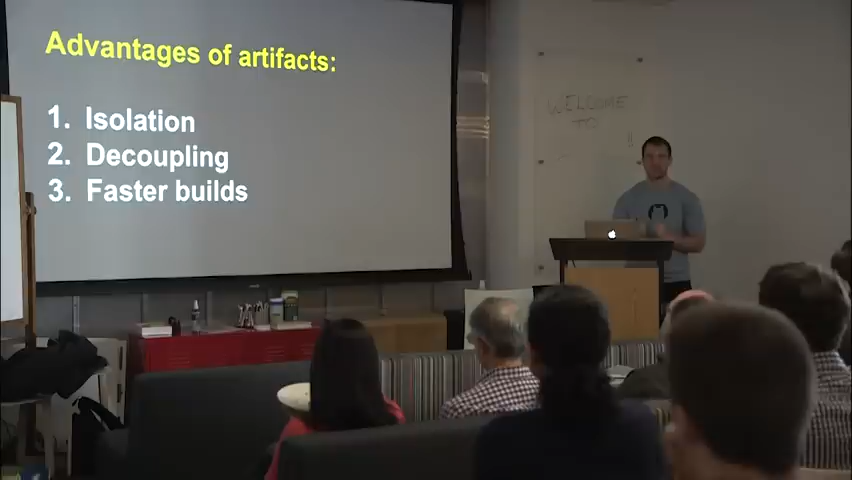 Advantages of artifacts:
1. Isolation
2. Decoupling
3. Faster builds
WELCOME
TO